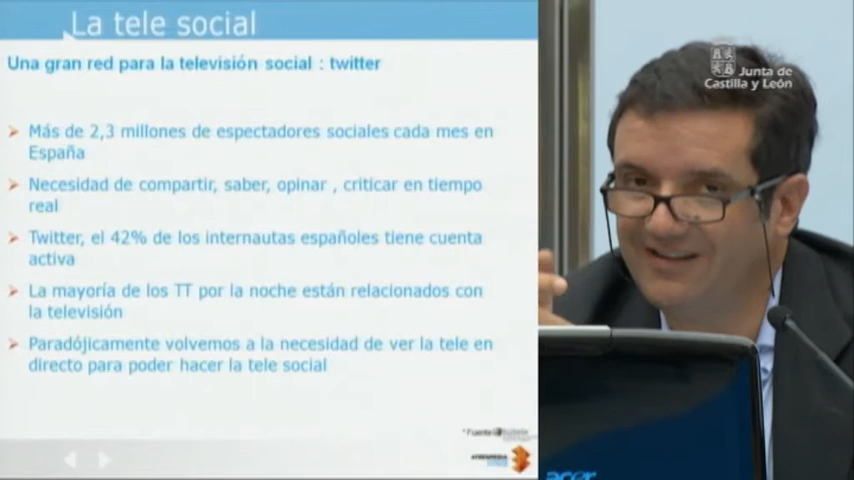 La tele social
Una gran red para la televisión social : twitter
Más de 2,3 millones de espectadores sociales cada mes en
España
Necesidad de compartir, saber, opinar , criticar en tiempo
real
Twitter, el 42% de los internautas españoles tiene cuenta
activa
La mayoría de los TT por la noche están relacionados con
la televisión
Paradójicamente volvemos a la necesidad de ver la tele en
directo para poder hacer la tele social
* Fuente
Junta de
Castilla y León
acer